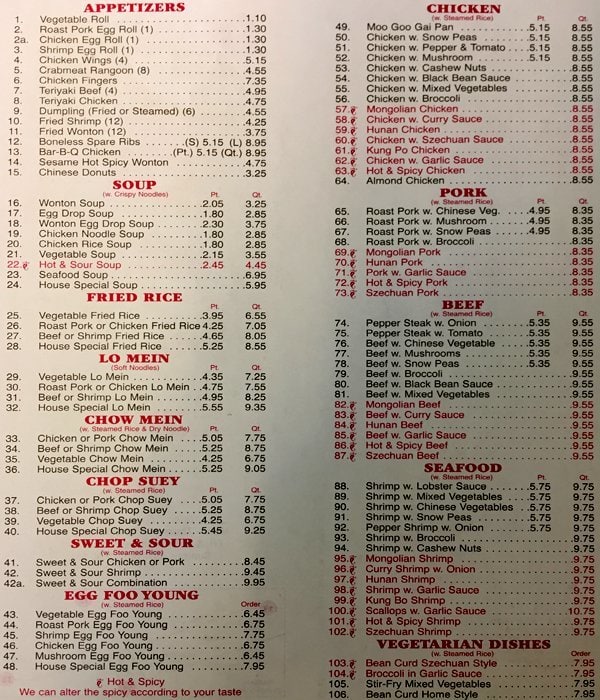 APPETIZERS
1. Vegetable Roll 1.10
2. Roast Pork Egg Roll (1) 1.30
2a. Chicken Egg Roll (1) 1.30
3. Shrimp Egg Roll (1) 1.30
4. Chicken Wings (4) 5.15
5. Crabmeat Rangoon (8) 4.55
6. Chicken Fingers 7.35
7. Teriyaki Beef (4) 4.95
8. Teriyaki Chicken 4.75
9. Dumpling (Fried or Steamed) (6) 4.55
10. Fried Shrimp (12) 4.25
11. Fried Wonton (12) 3.75
12. Boneless Spare Ribs (S) 5.15 (L) 8.95
13. Bar-B-Q Chicken (Pt.) 5.15 (Qt.) 8.95
14. Sesame Hot Spicy Wonton 4.75
15. Chinese Donuts 3.25
SOUP
(w. Crispy Noodles)
Pt. Qt.
16. Wonton Soup 2.05 3.25
17. Egg Drop Soup 1.80 2.85
18. Wonton Egg Drop Soup 2.30 3.75
19. Chicken Noodle Soup 1.80 2.85
20. Chicken Rice Soup 1.80 2.85
21. Vegetable Soup 2.15 3.55
22. Hot & Sour Soup 2.45 4.45
23. Seafood Soup 6.95
24. House Special Soup 5.95
FRIED RICE
Pt. Qt.
25. Vegetable Fried Rice 3.95 6.55
26. Roast Pork or Chicken Fried Rice 4.25 7.05
27. Beef or Shrimp Fried Rice 4.65 8.05
28. House Special Fried Rice 5.25 8.55
LO MEIN
(Soft Noodles)
Pt. Qt.
29. Vegetable Lo Mein 4.35 7.25
30. Roast Pork or Chicken Lo Mein 4.75 7.55
31. Beef or Shrimp Lo Mein 4.95 8.25
32. House Special Lo Mein 5.55 9.35
CHOW MEIN
(w. Steamed Rice & Dry Noodle)
Pt. Qt.
33. Chicken or Pork Chow Mein 5.05 7.75
34. Beef or Shrimp Chow Mein 5.25 8.75
35. Vegetable Chow Mein 4.25 6.75
36. House Special Chow Mein 5.25 9.05
CHOP SUEY
(w. Steamed Rice)
Pt. Qt.
37. Chicken or Pork Chop Suey 5.05 7.75
38. Beef or Shrimp Chop Suey 5.25 8.75
39. Vegetable Chop Suey 4.25 6.75
40. House Special Chop Suey 5.45 9.25
SWEET & SOUR
(w. Steamed Rice)
41. Sweet & Sour Chicken or Pork 8.45
42. Sweet & Sour Shrimp 9.45
42a. Sweet & Sour Combination 9.95
EGG FOO YOUNG
(w. Steamed Rice)
Order
43. Vegetable Egg Foo Young 6.45
44. Roast Pork Egg Foo Young 6.75
45. Shrimp Egg Foo Young 7.75
46. Chicken Egg Foo Young 6.75
47. Mushroom Egg Foo Young 6.45
48. House Special Egg Foo Young 7.95
Hot & Spicy
We can alter the spicy according to your taste
CHICKEN
(w. Steamed Rice)
Pt. Qt.
49. Moo Goo Gai Pan 5.15 8.55
50. Chicken w. Snow Peas 5.15 8.55
51. Chicken w. Pepper & Tomato 5.15 8.55
52. Chicken w. Mushroom 5.15 8.55
53. Chicken w. Cashew Nuts 8.55
54. Chicken w. Black Bean Sauce 8.55
55. Chicken w. Mixed Vegetables 8.55
56. Chicken w. Broccoli 8.55
57. Mongolian Chicken 8.55
58. Chicken w. Curry Sauce 8.55
59. Hunan Chicken 8.55
60. Chicken w. Szechuan Sauce 8.55
61. Kung Po Chicken 8.55
62. Chicken w. Garlic Sauce 8.55
63. Hot & Spicy Chicken 8.55
64. Almond Chicken 8.55
PORK
(w. Steamed Rice)
Pt. Qt.
65. Roast Pork w. Chinese Veg. 4.95 8.35
66. Roast Pork w. Mushroom 4.95 8.35
67. Roast Pork w. Snow Peas 4.95 8.35
68. Roast Pork w. Broccoli 8.35
69. Mongolian Pork 8.35
70. Hunan Pork 8.35
71. Pork w. Garlic Sauce 8.35
72. Hot & Spicy Pork 8.35
73. Szechuan Pork 8.35
BEEF
(w. Steamed Rice)
Pt. Qt.
74. Pepper Steak w. Onion 5.35 9.55
75. Pepper Steak w. Tomato 5.35 9.55
76. Beef w. Chinese Vegetable 5.35 9.55
77. Beef w. Mushrooms 5.35 9.55
78. Beef w. Snow Peas 5.35 9.55
79. Beef w. Broccoli 9.55
80. Beef w. Black Bean Sauce 9.55
81. Beef w. Mixed Vegetables 9.55
82. Mongolian Beef 9.55
83. Beef w. Curry Sauce 9.55
84. Hunan Beef 9.55
85. Beef w. Garlic Sauce 9.55
86. Hot & Spicy Beef 9.55
87. Szechuan Beef 9.55
SEAFOOD
(w. Steamed Rice)
Pt. Qt.
88. Shrimp w. Lobster Sauce 5.75 9.75
89. Shrimp w. Mixed Vegetables 5.75 9.75
90. Shrimp w. Chinese Vegetables 5.75 9.75
91. Shrimp w. Snow Peas 5.75 9.75
92. Pepper Shrimp w. Onion 5.75 9.75
93. Shrimp w. Broccoli 9.75
94. Shrimp w. Cashew Nuts 9.75
95. Mongolian Shrimp 9.75
96. Curry Shrimp w. Onion 9.75
97. Hunan Shrimp 9.75
98. Shrimp w. Garlic Sauce 9.75
99. Kung Bo Shrimp 9.75
100. Scallops w. Garlic Sauce 10.75
101. Hot & Spicy Shrimp 9.75
102. Szechuan Shrimp 9.75
VEGETARIAN DISHES
(w. Steamed Rice)
Order
103. Bean Curd Szechuan Style 7.95
104. Broccoli in Garlic Sauce 7.95
105. Stir-Fry Mixed Vegetable 7.95
106. Bean Curd Home Style 7.95